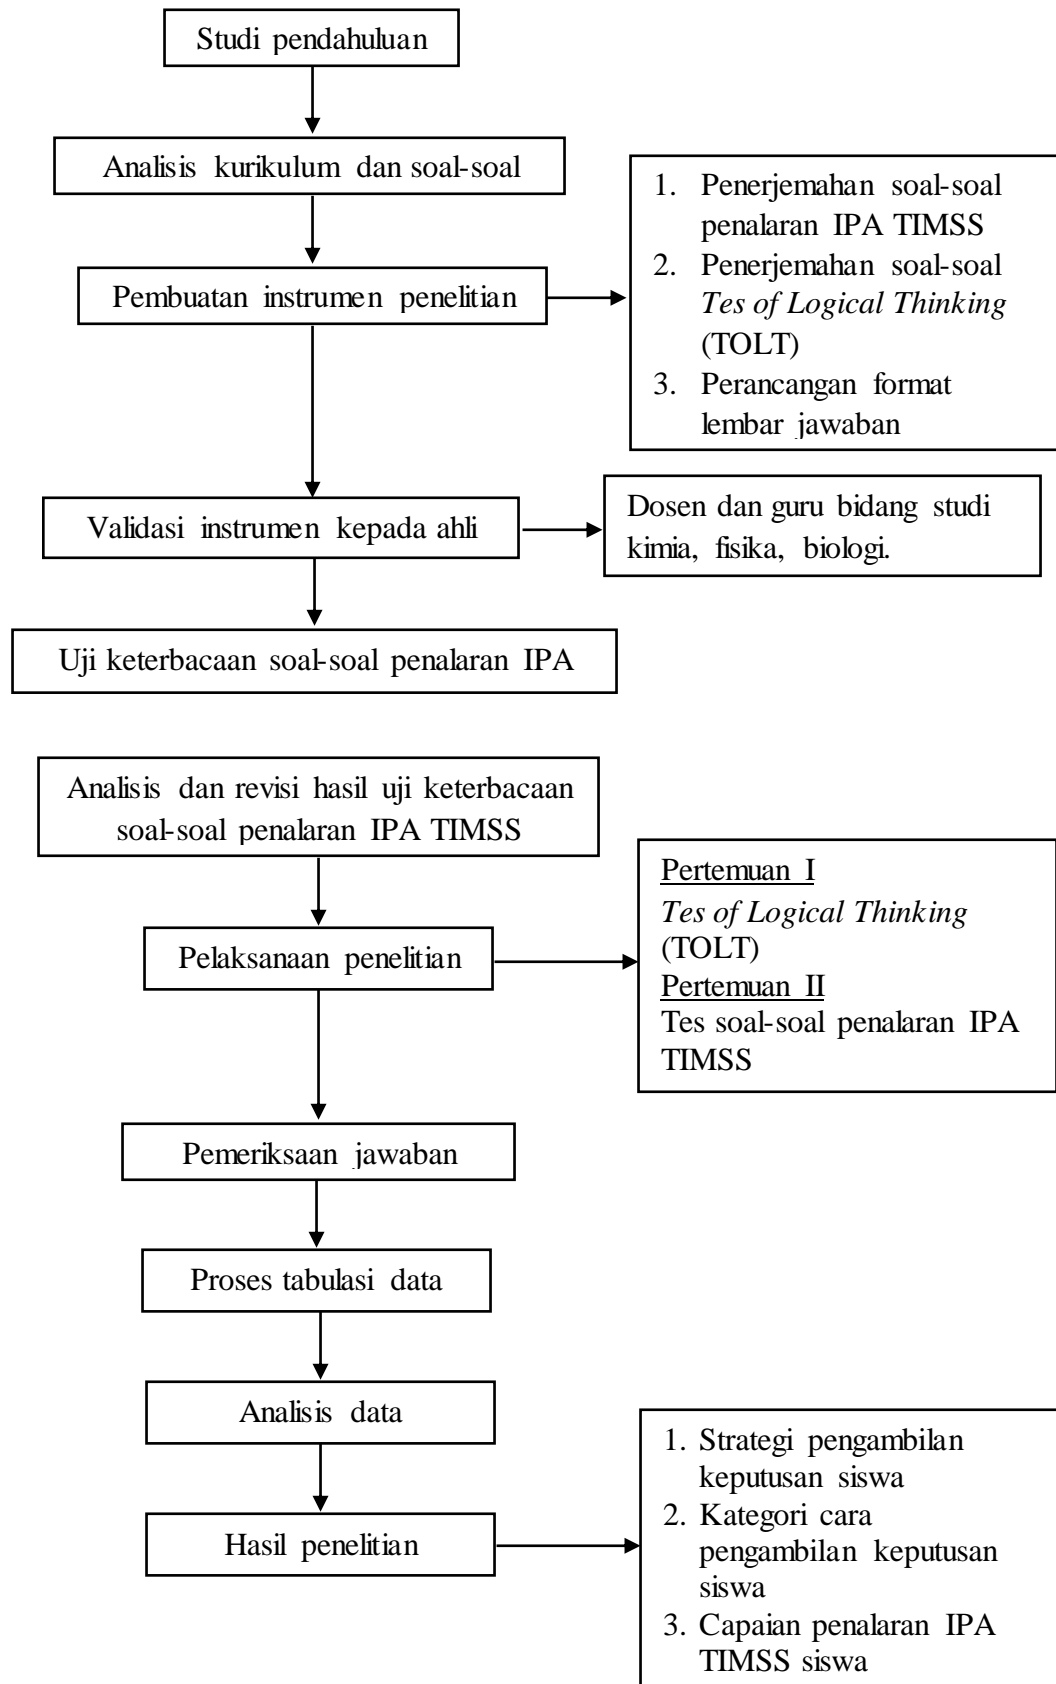 Studi pendahuluan
Analisis kurikulum dan soal-soal
Pembuatan instrumen penelitian
1. Penerjemahan soal-soal
penalaran IPA TIMSS
2. Penerjemahan soal-soal
Tes of Logical Thinking
(TOLT)
3. Perancangan format
lembar jawaban
Validasi instrumen kepada ahli
Dosen dan guru bidang studi
kimia, fisika, biologi.
Uji keterbacaan soal-soal penalaran IPA
Analisis dan revisi hasil uji keterbacaan
soal-soal penalaran IPA TIMSS
Pelaksanaan penelitian
Pertemuan I
Tes of Logical Thinking
(TOLT)
Pertemuan II
Tes soal-soal penalaran IPA
TIMSS
Pemeriksaan jawaban
Proses tabulasi data
Analisis data
Hasil penelitian
1. Strategi pengambilan
keputusan siswa
2. Kategori cara
pengambilan keputusan
siswa
3. Capaian penalaran IPA
TIMSS siswa